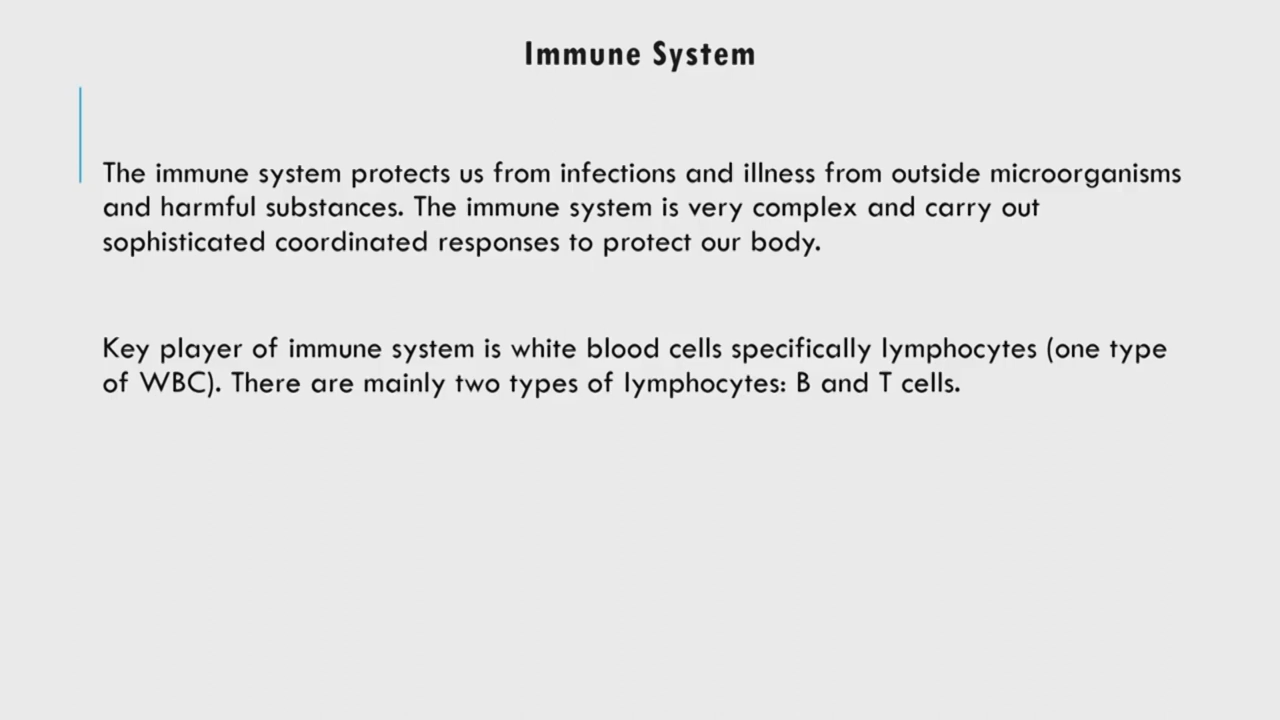 Immune System
The immune system protects us from infections and illness from outside microorganisms
and harmful substances. The immune system is very complex and carry out
sophisticated coordinated responses to protect our body.
Key player of immune system is white blood cells specifically lymphocytes (one type
of WBC). There are mainly two types of lymphocytes: B and T cells.